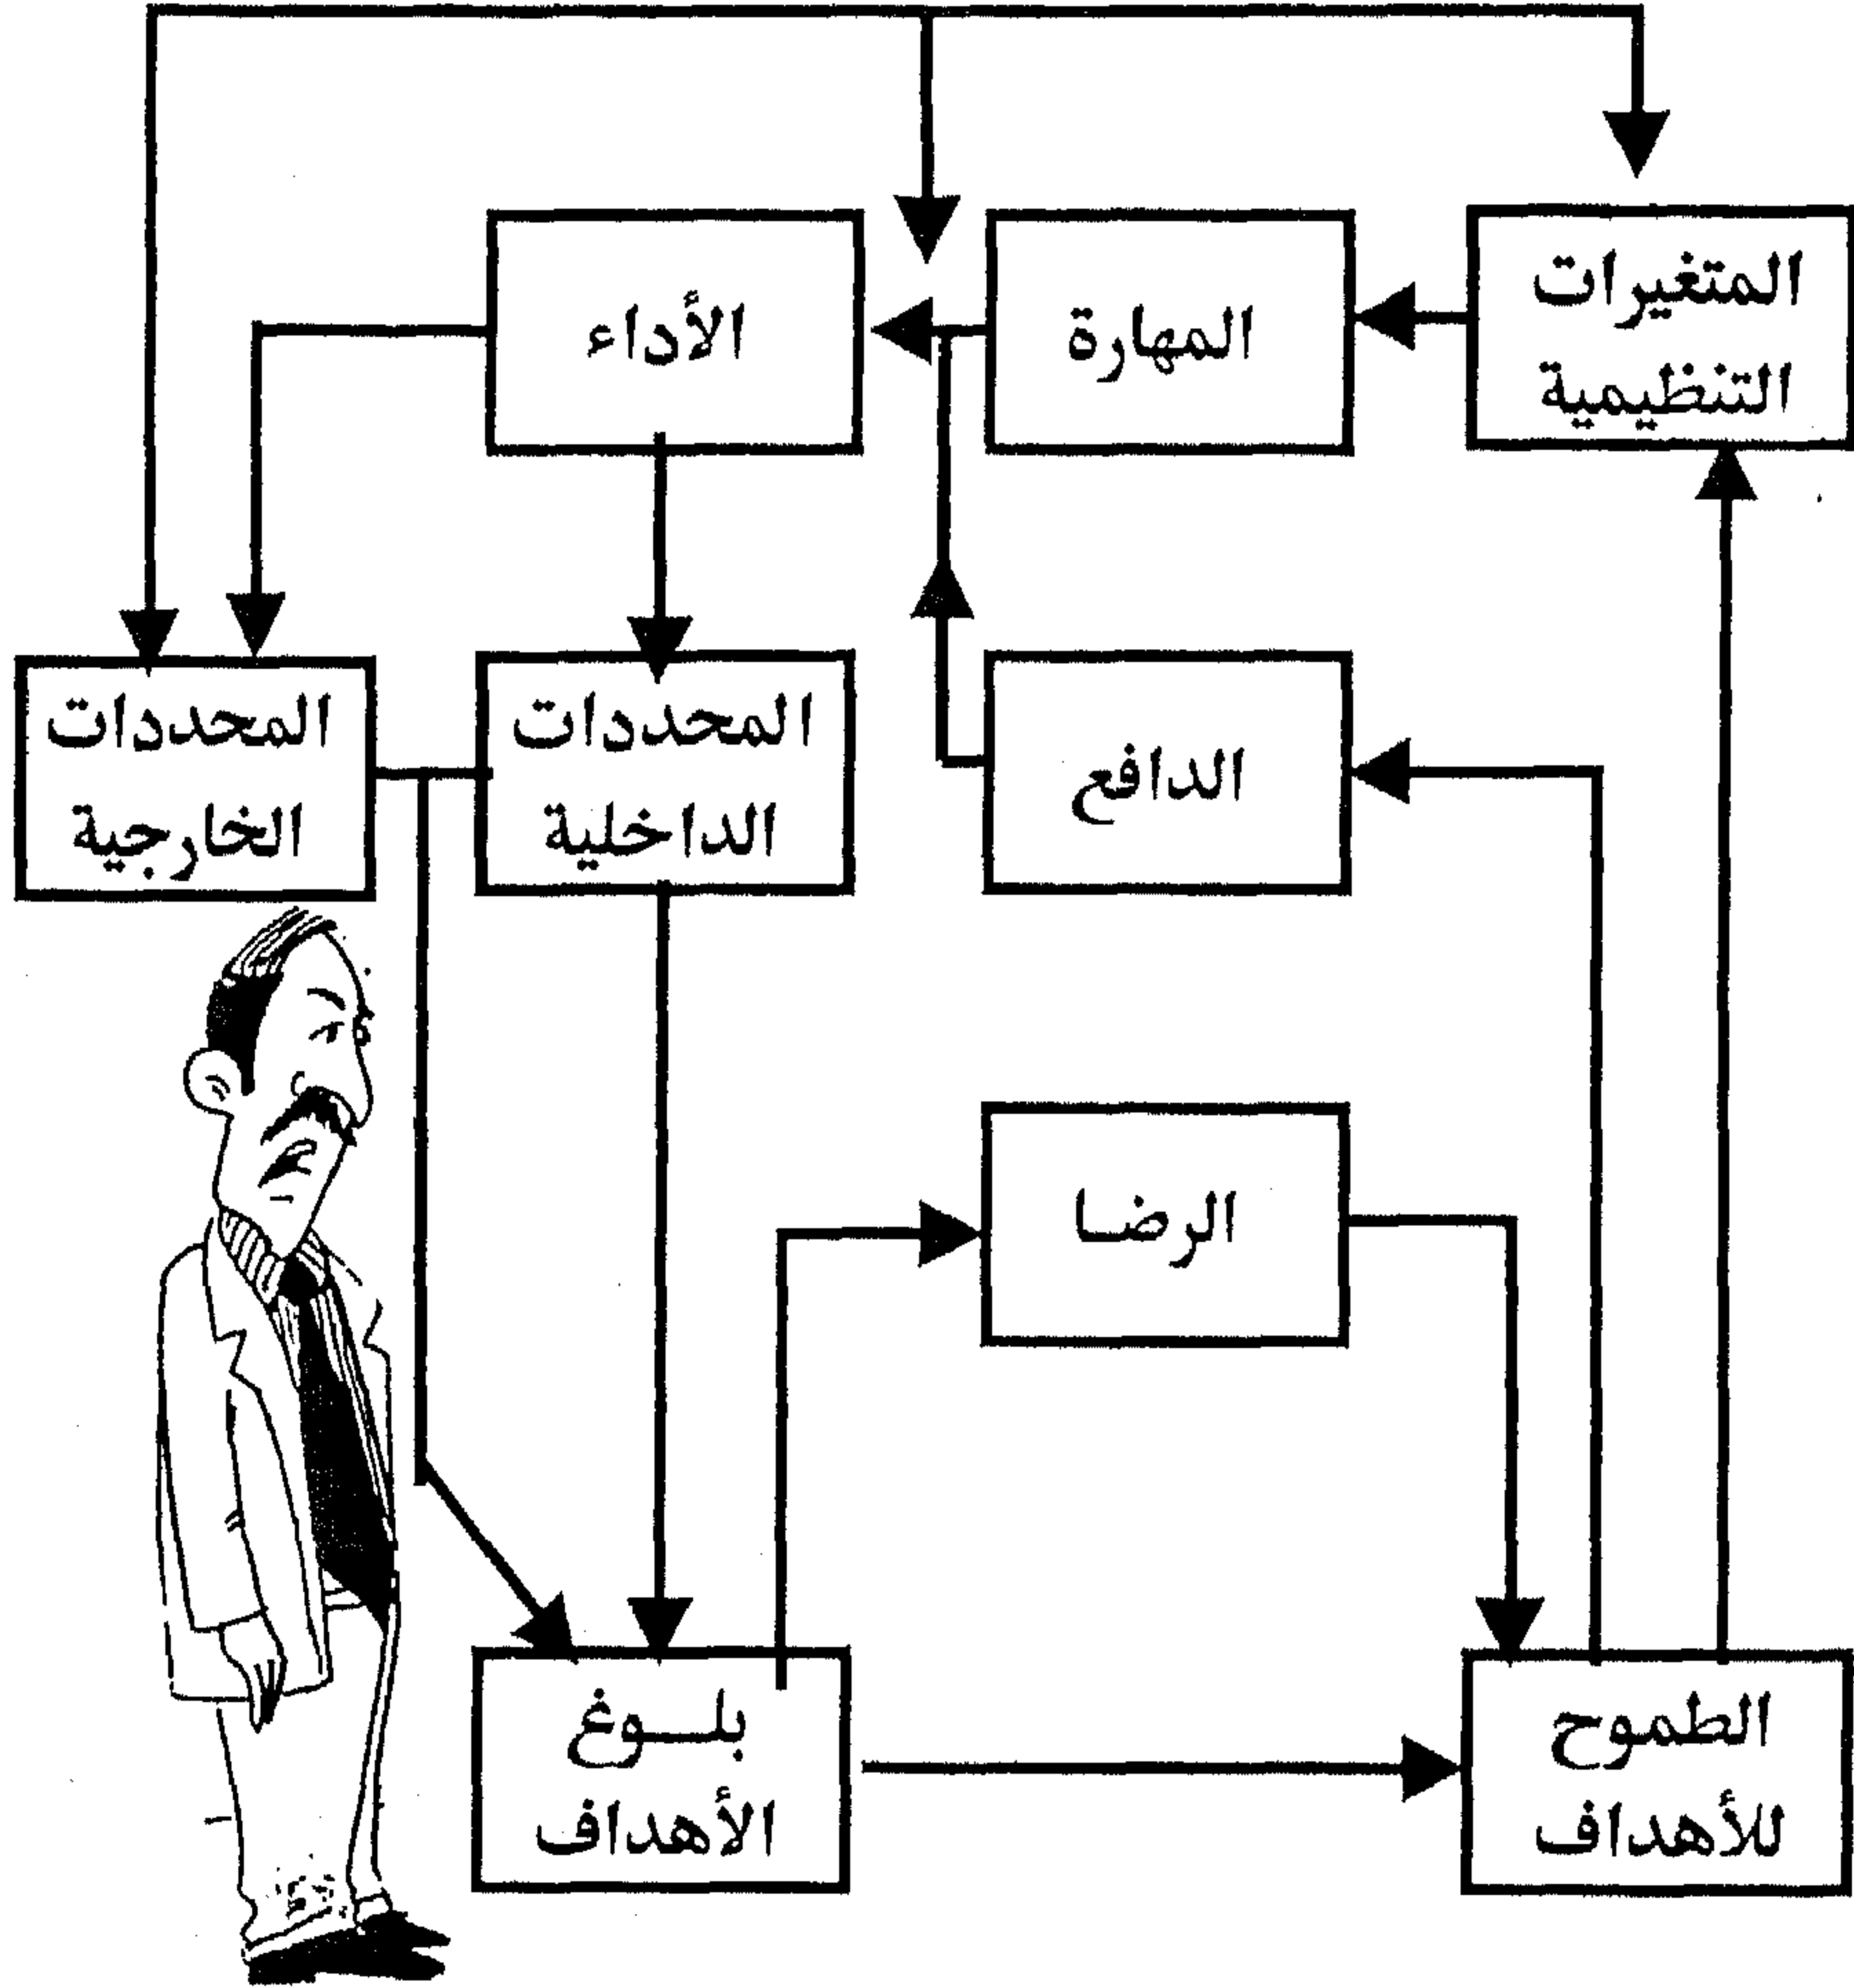 المتغيرات
التنظيمية
المهارة
الأداء
الدافع
المحددات
الداخلية
المحددات
الخارجية
الرضا
الطموح
للأهداف
بلوغ
الأهداف